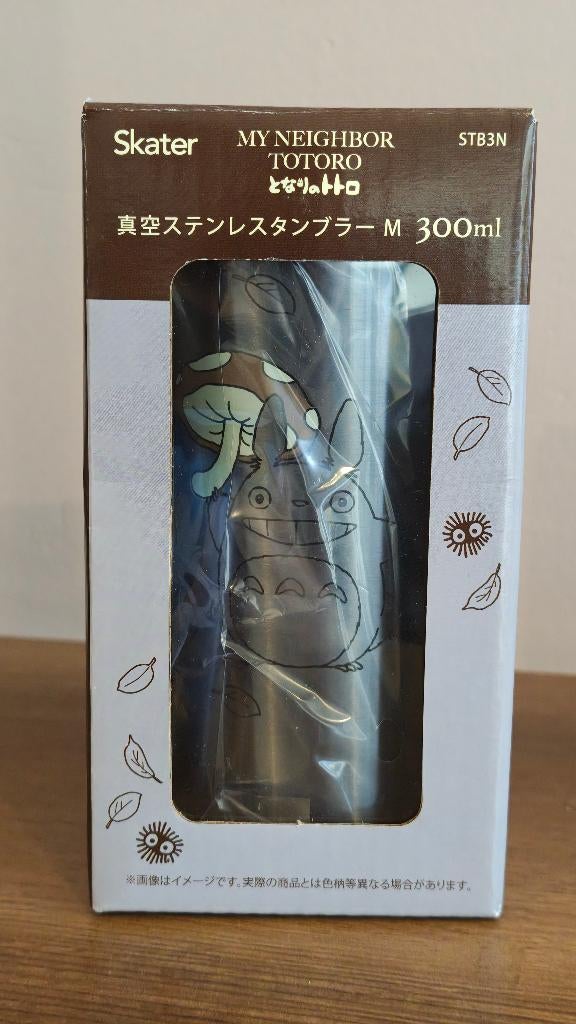 Skater
MY NEIGHBOR
TOTORO
となりのトトロ
STB3N
真空ステンレスタンブラー M 300ml
※画像はイメージです。実際の商品とは色柄等異なる場合があります。